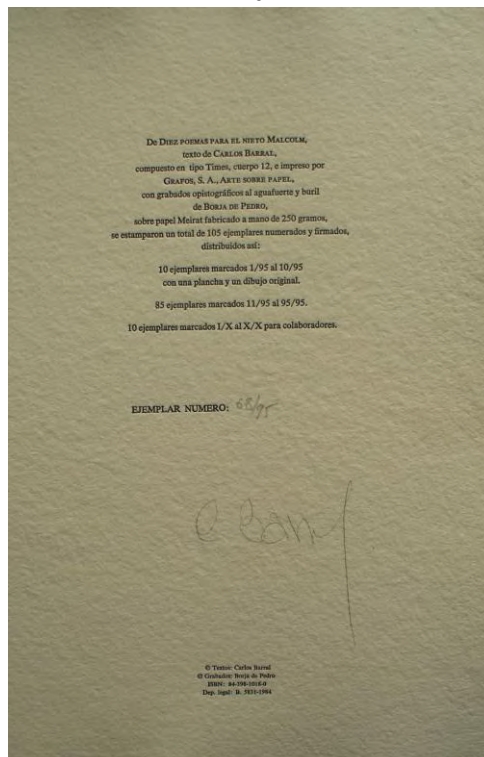 De DIEZ POEMAS PARA EL NIETO MALCOLM,
texto de CARLOS BARRAL,
compuesto en tipo Times, cuerpo 12, e impreso por
GRAFOS, S. A., ARTE SOBRE PAPEL,
con grabados opistográficos al aguafuerte y buril
de BORJA DE PEDRO,
sobre papel Meirat fabricado a mano de 250 gramos,
se estamparon un total de 105 ejemplares numerados y firmados,
distribuidos así:
10 ejemplares marcados 1/95 al 10/95
con una plancha y un dibujo original.
85 ejemplares marcados 11/95 al 95/95.
10 ejemplares marcados I/X al X/X para colaboradores.
EJEMPLAR NUMERO: 68/95
C Barral
© Textos: Carlos Barral
© Grabados: Borja de Pedro
ISBN:
Dep. legal: B.